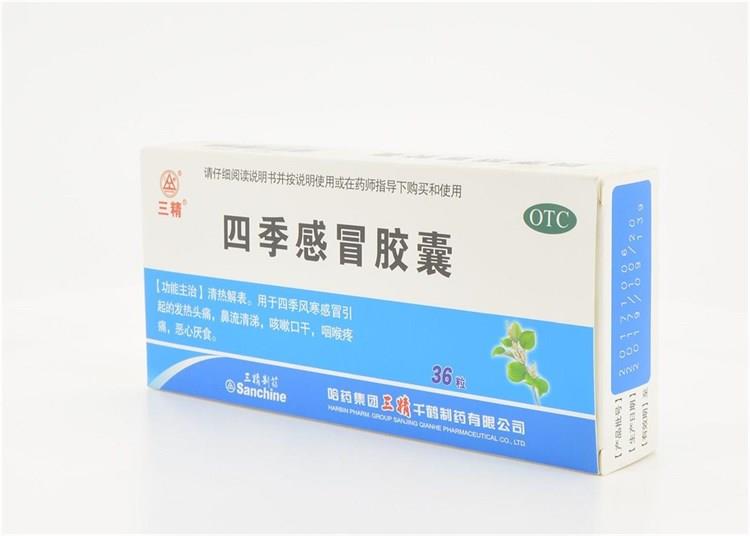 三精
请仔细阅读说明书并按说明使用或在药师指导下购买和使用
OTC
四季感冒胶囊
【功能主治】清热解表。用于四季风寒感冒引
起的发热头痛，鼻流清涕，咳嗽口干，咽喉疼
痛，恶心厌食。
36粒
三精制药
Sanchine
哈药集团三精千鹤制药有限公司
HARBIN PHARM. GROUP SANJING QIANHE PHARMACEUTICAL CO., LTD
【产品批号】
【生产日期】
【有效期】至